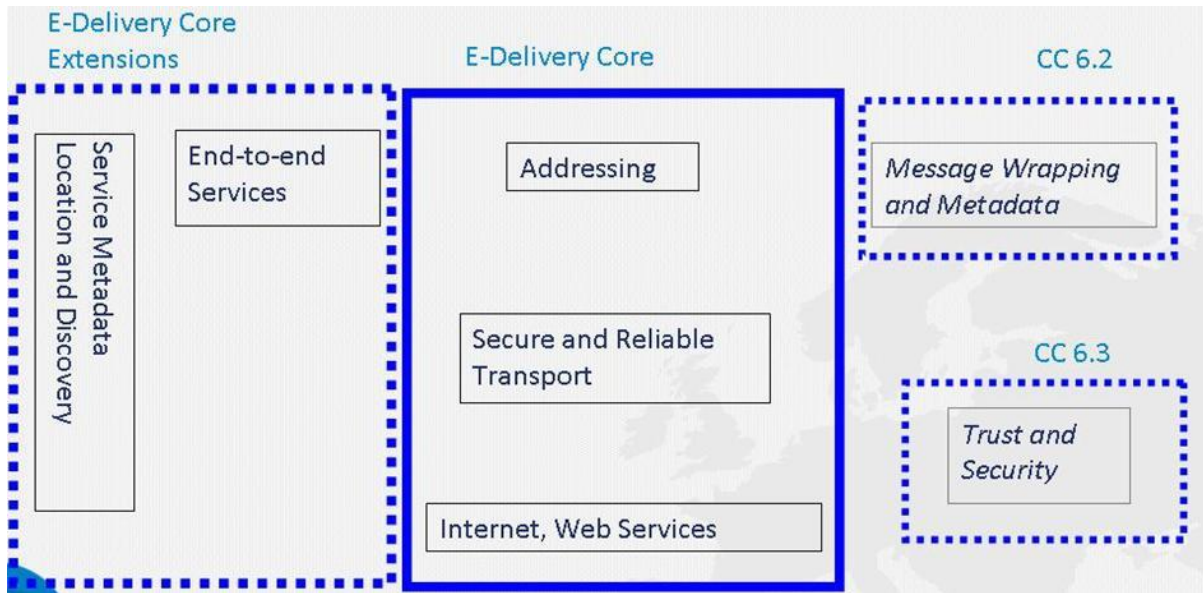 E-Delivery Core
Extensions
Service Metadata
Location and Discovery
End-to-end
Services
E-Delivery Core
Addressing
Secure and Reliable
Transport
Internet, Web Services
CC 6.2
Message Wrapping
and Metadata
CC 6.3
Trust and
Security